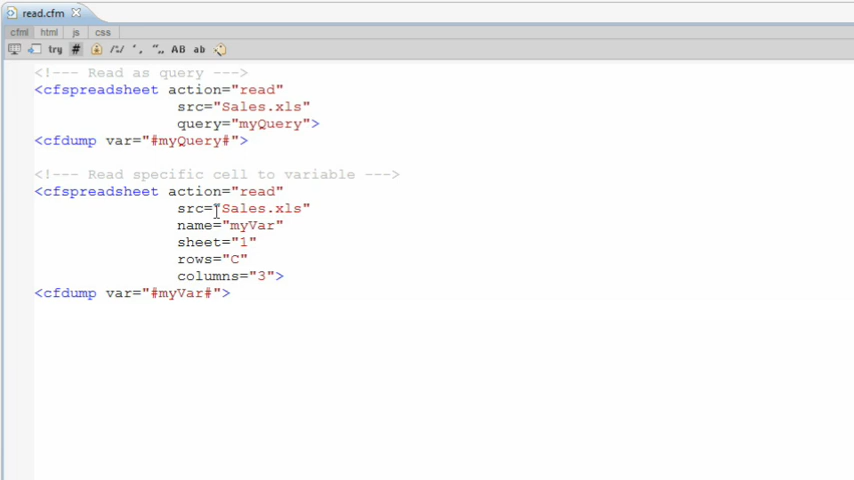 read.cfm
cfml html js css
try # /:/ ‘, “„ AB ab
<!--- Read as query --->
<cfspreadsheet action="read"
src="Sales.xls"
query="myQuery">
<cfdump var="#myQuery#">
<!--- Read specific cell to variable --->
<cfspreadsheet action="read"
src="Sales.xls"
name="myVar"
sheet="1"
rows="C"
columns="3">
<cfdump var="#myVar#">